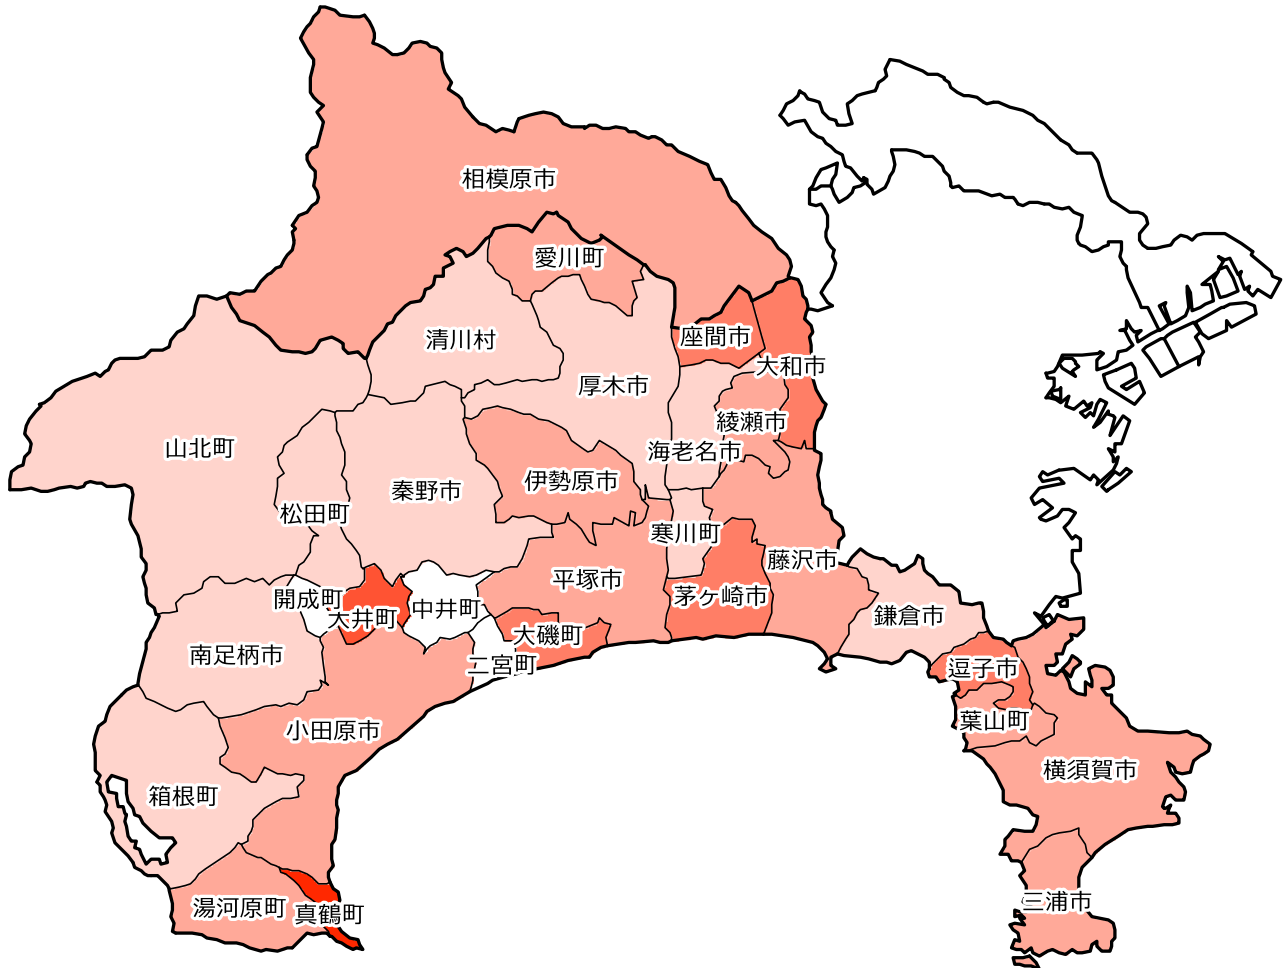 相模原市
愛川町
清川村
座間市
大和市
厚木市
綾瀬市
山北町
海老名市
伊勢原市
秦野市
松田町
寒川町
藤沢市
平塚市
茅ヶ崎市
開成町
大井町
中井町
鎌倉市
大磯町
南足柄市
二宮町
逗子市
葉山町
小田原市
横須賀市
箱根町
三浦市
湯河原町
真鶴町